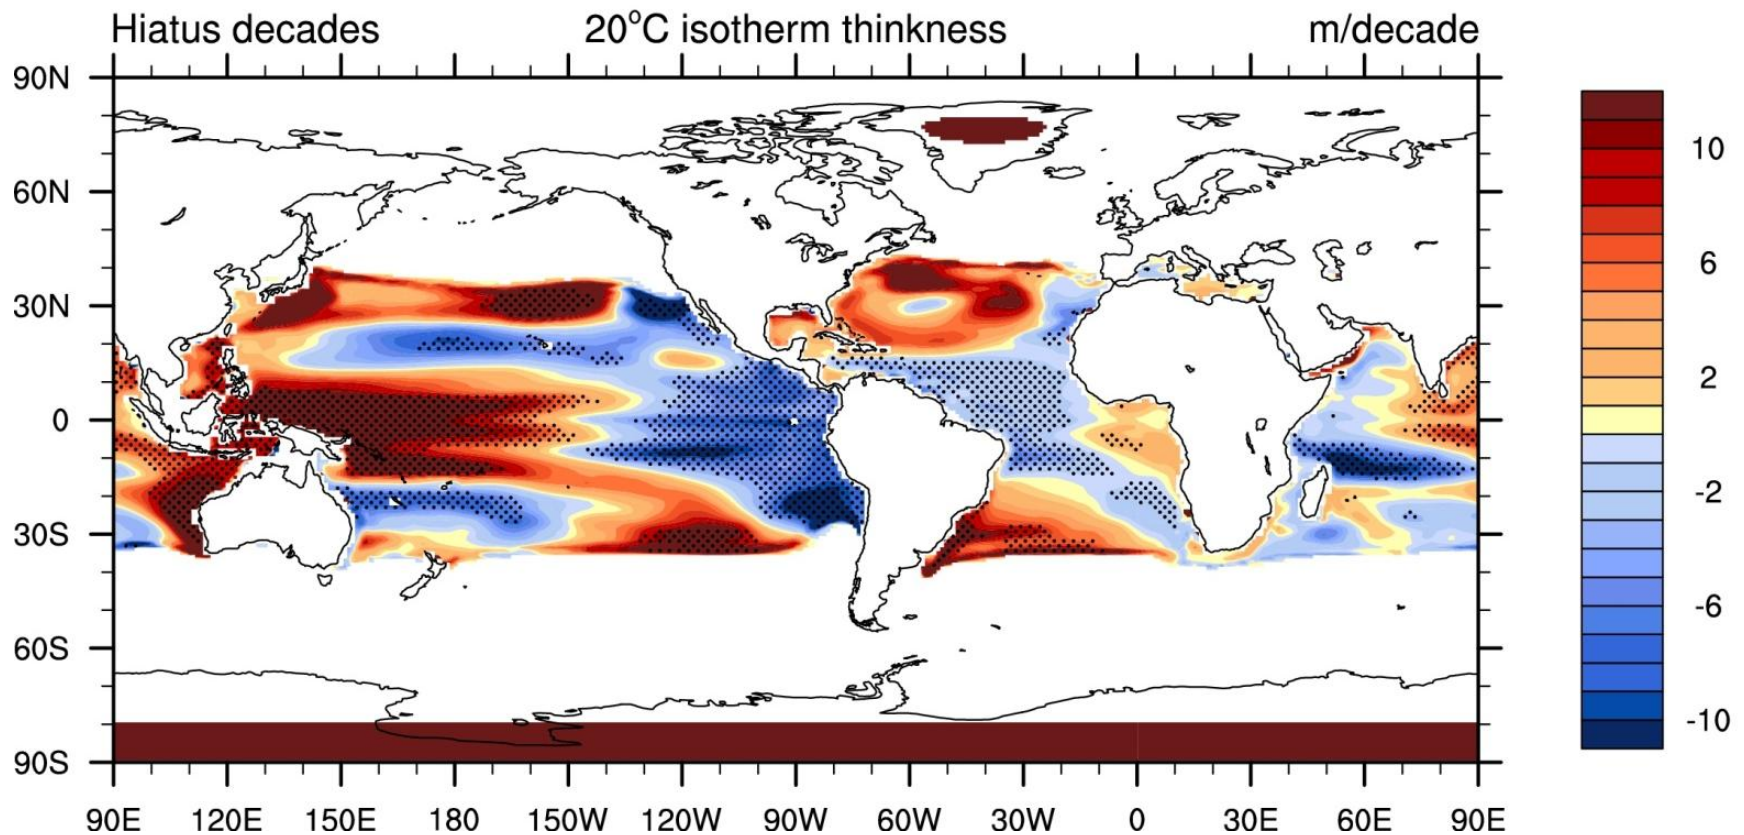 Hiatus decades 20°C isotherm thinkness m/decade
90N
60N
30N
0
30S
60S
90S
90E 120E 150E 180 150W 120W 90W 60W 30W 0 30E 60E 90E
10
6
2
-2
-6
-10